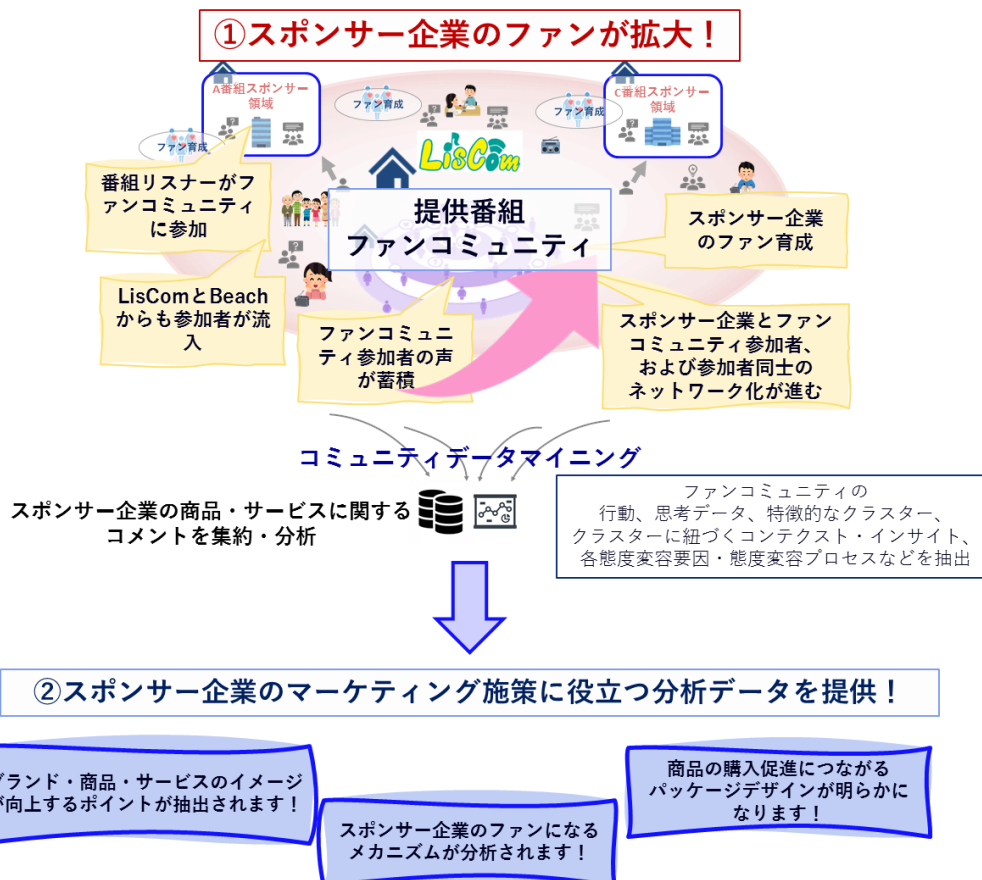 ①スポンサー企業のファンが拡大！
A番組スポンサー
領域
ファン育成
C番組スポンサー
領域
ファン育成
ファン育成
LisCom
番組リスナーがフ
ァンコミュニティ
に参加
提供番組
ファンコミュニティ
スポンサー企業
のファン育成
LisComとBeach
からも参加者が流
入
ファンコミュニ
ティ参加者の声
が蓄積
スポンサー企業とファン
コミュニティ参加者、
および参加者同士の
ネットワーク化が進む
コミュニティデータマイニング
スポンサー企業の商品・サービスに関する
コメントを集約・分析
ファンコミュニティの
行動、思考データ、特徴的なクラスター、
クラスターに紐づくコンテクスト・インサイト、
各態度変容要因・態度変容プロセスなどを抽出
②スポンサー企業のマーケティング施策に役立つ分析データを提供！
ブランド・商品・サービスのイメージ
が向上するポイントが抽出されます！
スポンサー企業のファンになる
メカニズムが分析されます！
商品の購入促進につながる
パッケージデザインが明らかに
なります！